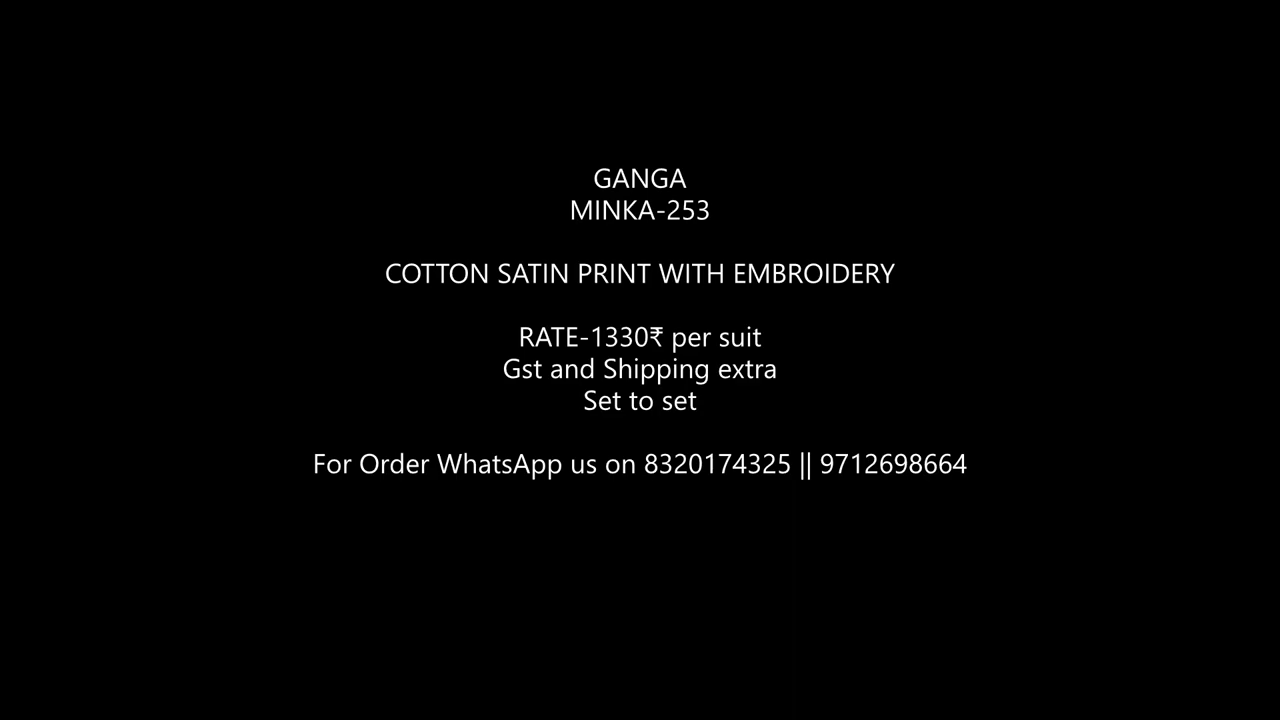 GANGA
MINKA-253
COTTON SATIN PRINT WITH EMBROIDERY
RATE-1330₹ per suit
Gst and Shipping extra
Set to set
For Order WhatsApp us on 8320174325 || 9712698664